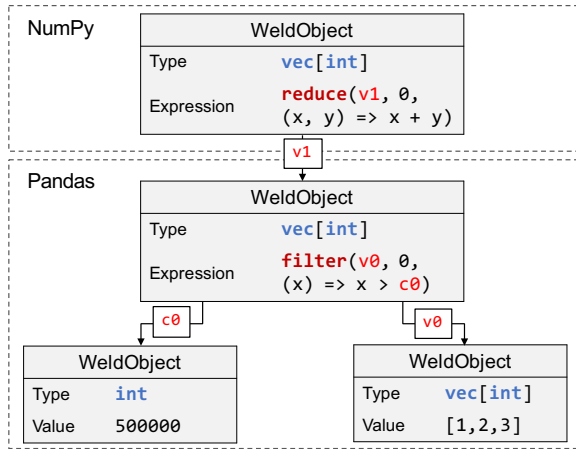 NumPy
WeldObject
Type vec[int]
Expression reduce(v1, 0,
(x, y) => x + y)
v1
Pandas
WeldObject
Type vec[int]
Expression filter(v0, 0,
(x) => x > c0)
c0
v0
WeldObject
Type int
Value 500000
WeldObject
Type vec[int]
Value [1,2,3]